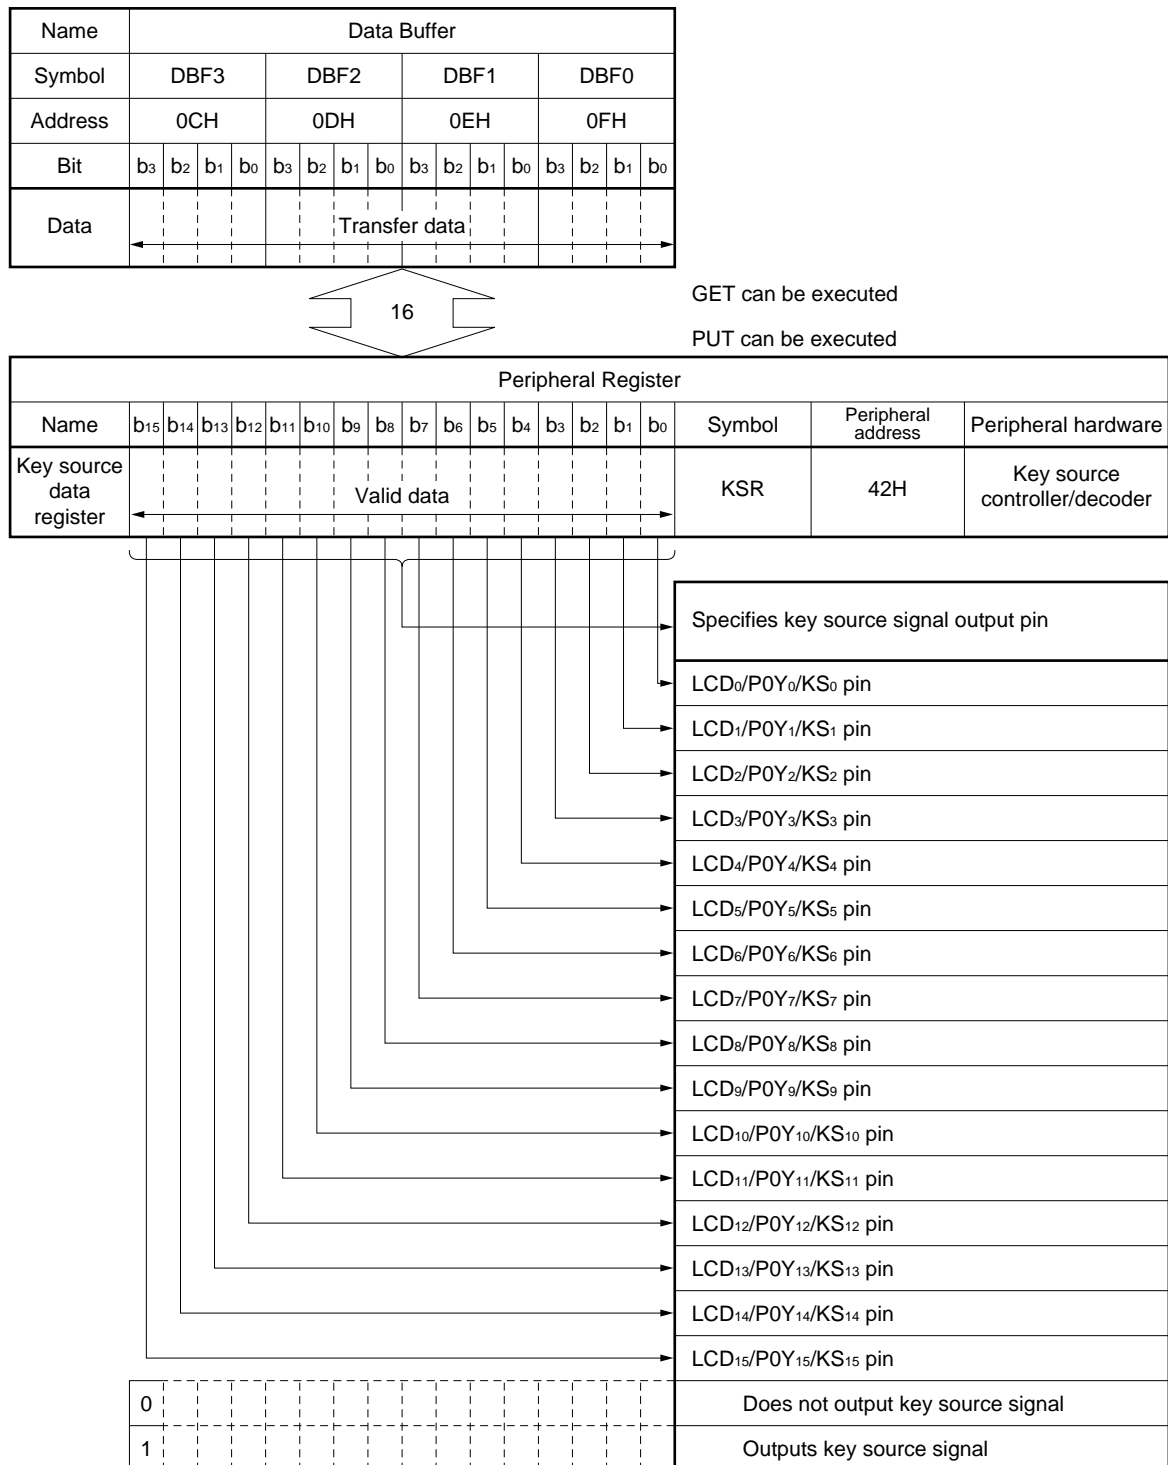 Name Data Buffer
Symbol DBF3 DBF2 DBF1 DBF0
Address 0CH 0DH 0EH 0FH
Bit b3 b2 b1 b0 b3 b2 b1 b0 b3 b2 b1 b0 b3 b2 b1 b0
Data Transfer data
16
GET can be executed
PUT can be executed
Peripheral Register
Name b15 b14 b13 b12 b11 b10 b9 b8 b7 b6 b5 b4 b3 b2 b1 b0 Symbol Peripheral address Peripheral hardware
Key source
data
register
Valid data
KSR
42H
Key source
controller/decoder
Specifies key source signal output pin
LCD0/P0Y0/KS0 pin
LCD1/P0Y1/KS1 pin
LCD2/P0Y2/KS2 pin
LCD3/P0Y3/KS3 pin
LCD4/P0Y4/KS4 pin
LCD5/P0Y5/KS5 pin
LCD6/P0Y6/KS6 pin
LCD7/P0Y7/KS7 pin
LCD8/P0Y8/KS8 pin
LCD9/P0Y9/KS9 pin
LCD10/P0Y10/KS10 pin
LCD11/P0Y11/KS11 pin
LCD12/P0Y12/KS12 pin
LCD13/P0Y13/KS13 pin
LCD14/P0Y14/KS14 pin
LCD15/P0Y15/KS15 pin
0 Does not output key source signal
1 Outputs key source signal